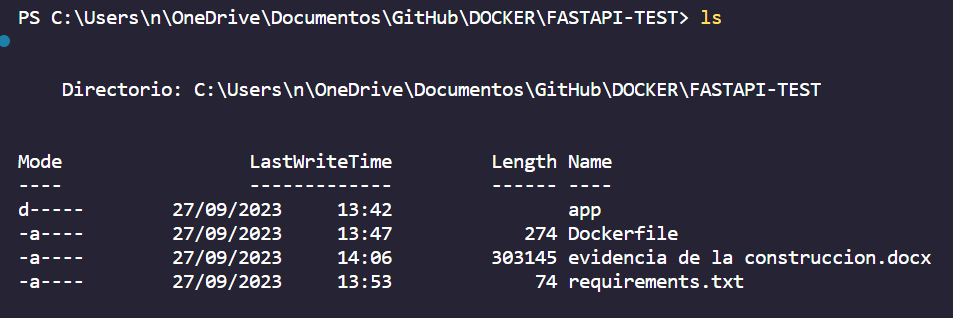 PS C:\Users\n\OneDrive\Documentos\GitHub\DOCKER\FASTAPI-TEST> ls
Directorio: C:\Users\n\OneDrive\Documentos\GitHub\DOCKER\FASTAPI-TEST
Mode                 LastWriteTime         Length Name
----                 -------------         ------ ----
d-----        27/09/2023     13:42                app
-a----        27/09/2023     13:47            274 Dockerfile
-a----        27/09/2023     14:06         303145 evidencia de la construccion.docx
-a----        27/09/2023     13:53             74 requirements.txt